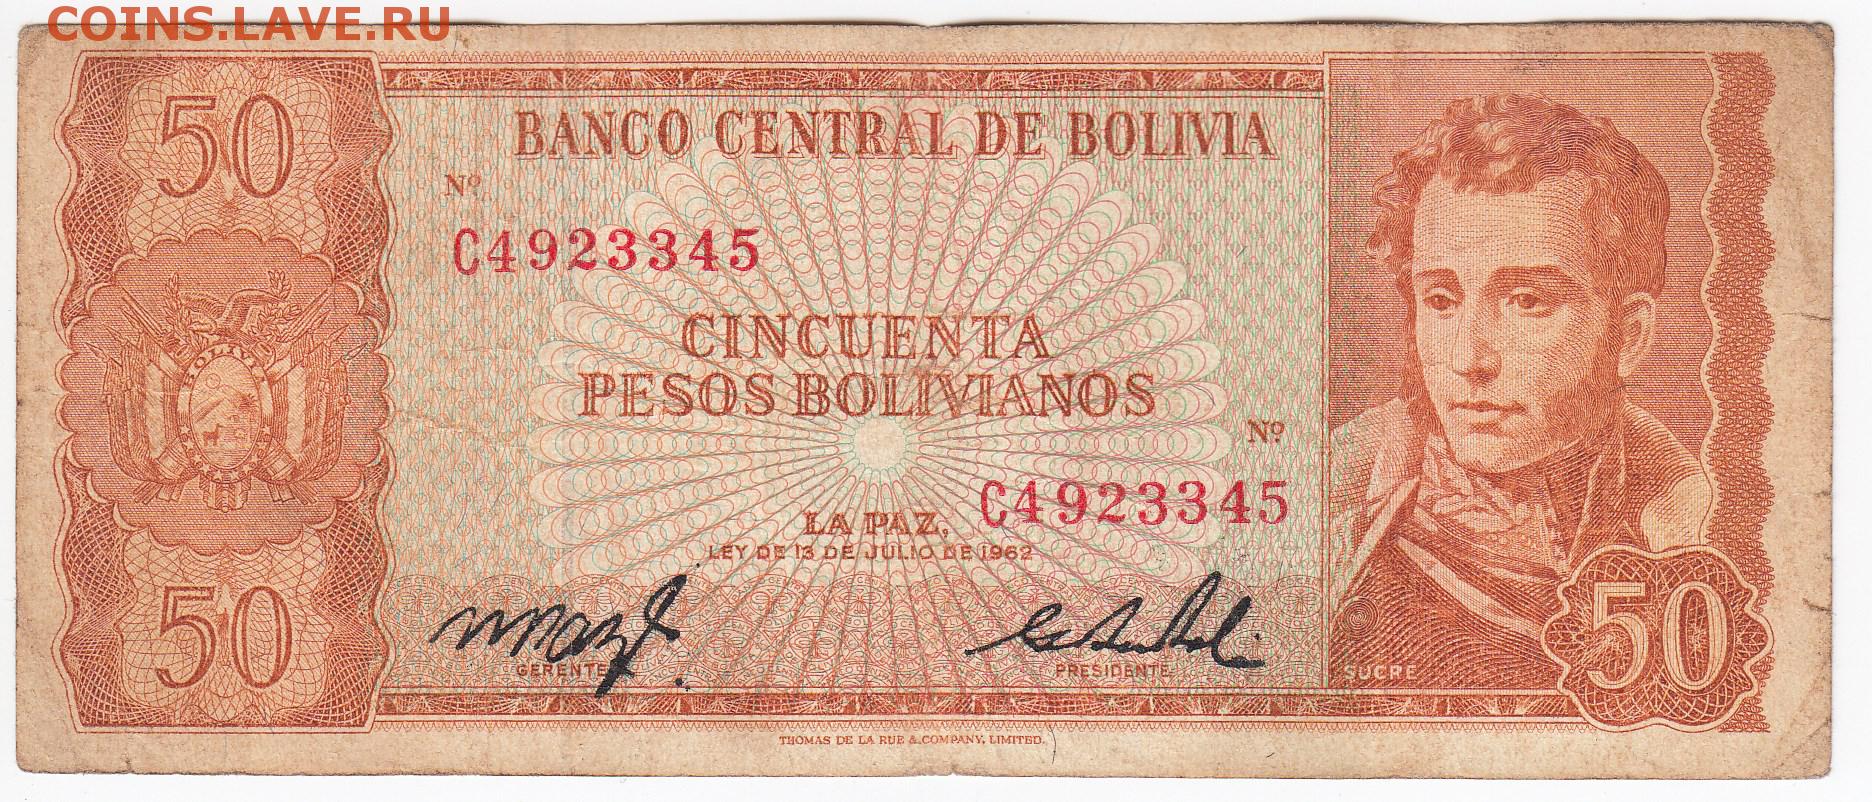 COINS.LAVE.RU
50
BANCO CENTRAL DE BOLIVIA
Nº
C4923345
CINCUENTA
PESOS BOLIVIANOS
BOLIVIA
Nº
C4923345
LA PAZ,
LEY DE 13 DE JULIO DE 1962
50
GERENTE
PRESIDENTE
SUCRE
50
THOMAS DE LA RUE & COMPANY, LIMITED.